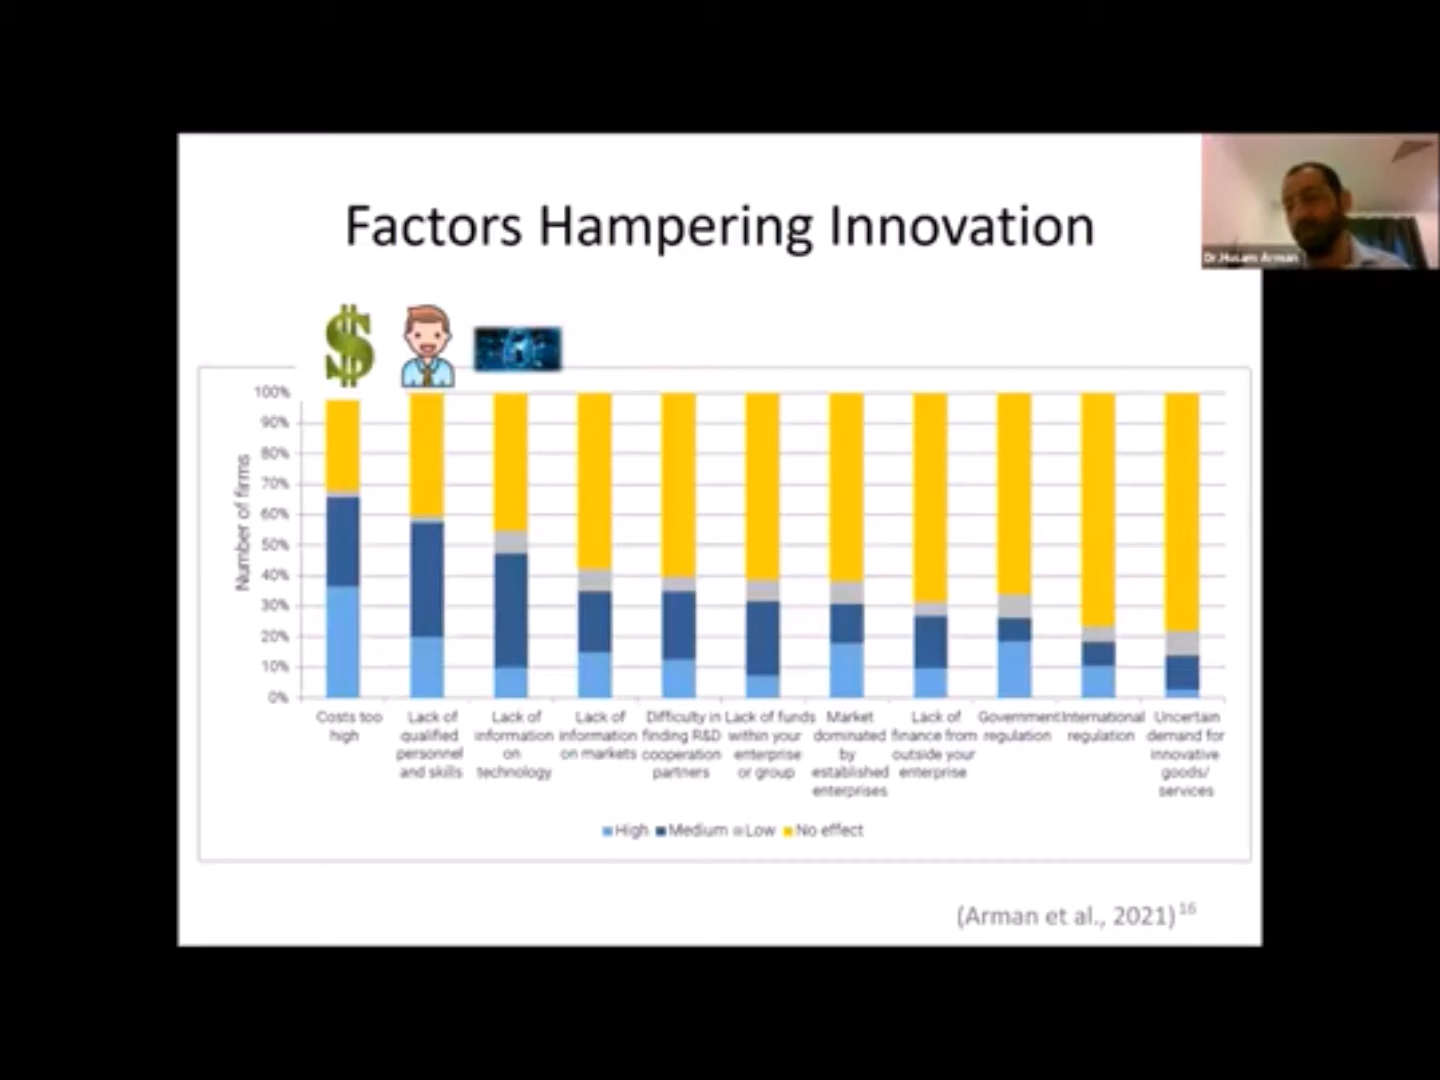 Factors Hampering Innovation
Dr.Husam Arman
Number of firms
100%
90%
80%
70%
60%
50%
40%
30%
20%
10%
0%
Costs too
high
Lack of
qualified
personnel
and skills
Lack of
information
on
technology
Lack of
information
on markets
Difficulty in
finding R&D
cooperation
partners
Lack of funds
within your
enterprise
or group
Market
dominated
by
established
enterprises
Lack of
finance from
outside your
enterprise
Government
regulation
International
regulation
Uncertain
demand for
innovative
goods/
services
High Medium Low No effect
(Arman et al., 2021) 16